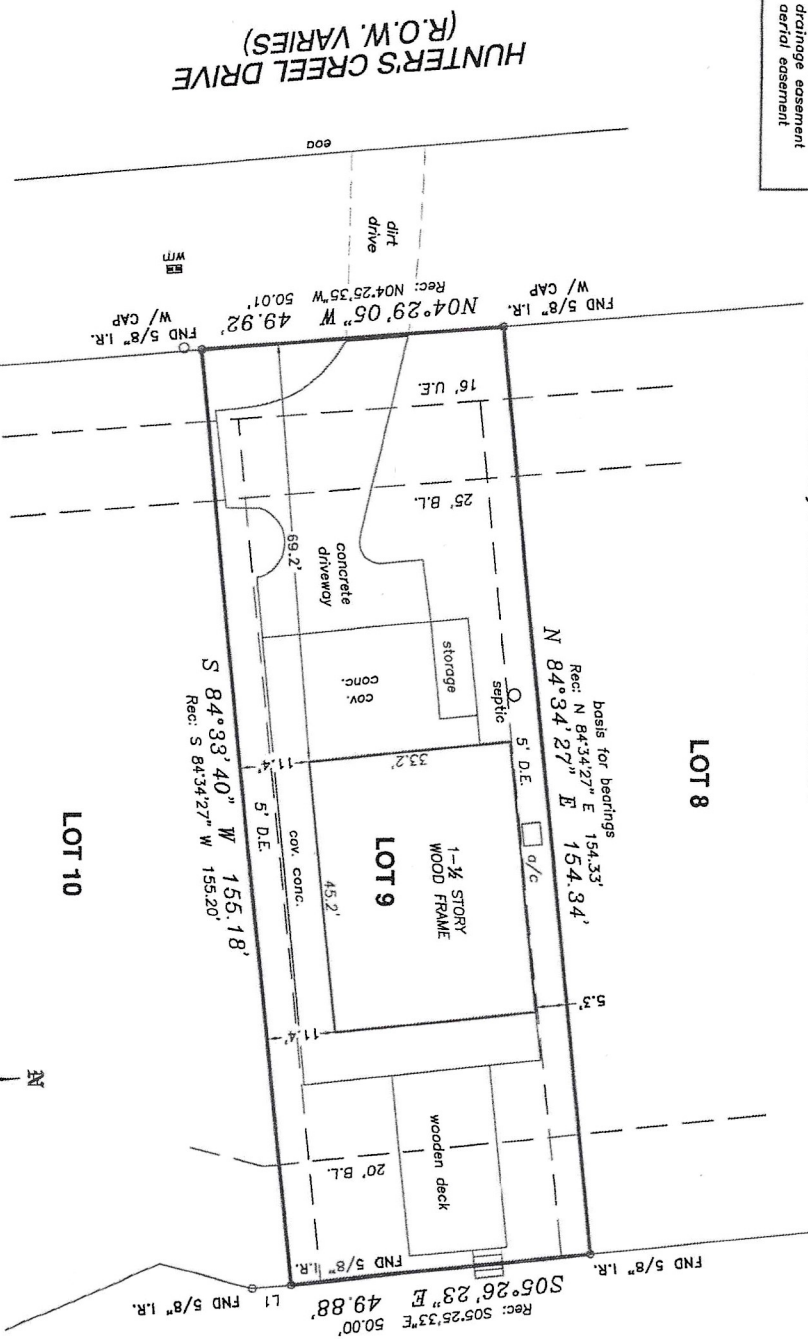 drainage easement
aerial easement
HUNTER'S CREEL DRIVE
(R.O.W. VARIES)
eoa
dirt
drive
wm
FND 5/8" I.R.
W/ CAP
N04°29'05"W 49.92'
Rec: N04°25'35"W 50.01'
FND 5/8" I.R.
W/ CAP
16' U.E.
25' B.L.
69.2'
concrete
driveway
storage
cov.
conc.
septic
basis for bearings
Rec: N 84°34'27" E 154.33'
N 84°34'27" E 154.34'
5' D.E.
a/c
33.2'
11.4'
LOT 8
LOT 9
1-½ STORY
WOOD FRAME
45.2'
cov. conc.
5' D.E.
S 84°33'40" W 155.18'
Rec: S 84°34'27" W 155.20'
LOT 10
5.3'
11.4'
N
wooden deck
20' B.L.
FND 5/8" I.R.
FND 5/8" I.R.
S05°26'23"E 49.88'
Rec: S05°25'33"E 50.00'
L1
FND 5/8" I.R.